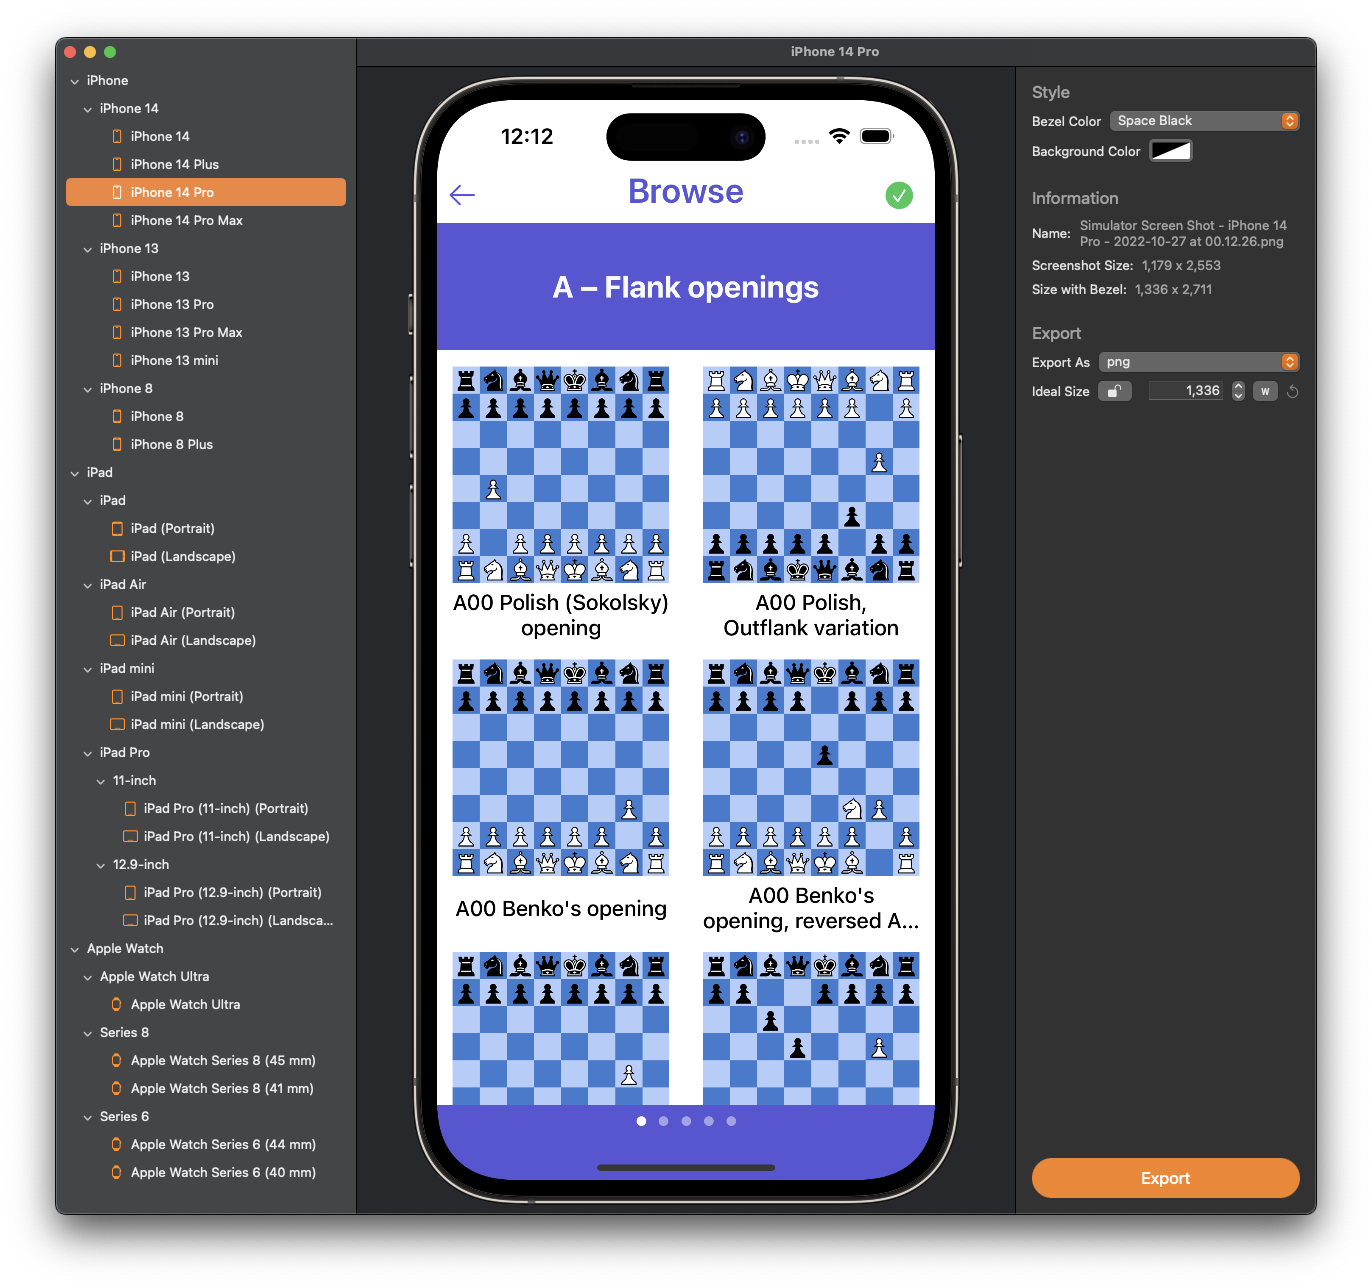 iPhone 14 Pro
iPhone
iPhone 14
iPhone 14
iPhone 14 Plus
iPhone 14 Pro
iPhone 14 Pro Max
iPhone 13
iPhone 13
iPhone 13 Pro
iPhone 13 Pro Max
iPhone 13 mini
iPhone 8
iPhone 8
iPhone 8 Plus
iPad
iPad
iPad (Portrait)
iPad (Landscape)
iPad Air
iPad Air (Portrait)
iPad Air (Landscape)
iPad mini
iPad mini (Portrait)
iPad mini (Landscape)
iPad Pro
11-inch
iPad Pro (11-inch) (Portrait)
iPad Pro (11-inch) (Landscape)
12.9-inch
iPad Pro (12.9-inch) (Portrait)
iPad Pro (12.9-inch) (Landsca...
Apple Watch
Apple Watch Ultra
Apple Watch Ultra
Series 8
Apple Watch Series 8 (45 mm)
Apple Watch Series 8 (41 mm)
Series 6
Apple Watch Series 6 (44 mm)
Apple Watch Series 6 (40 mm)
12:12
Browse
A – Flank openings
A00 Polish (Sokolsky)
opening
A00 Polish,
Outflank variation
A00 Benko's opening
A00 Benko's
opening, reversed A...
Style
Bezel Color Space Black
Background Color
Information
Name: Simulator Screen Shot - iPhone 14
Pro - 2022-10-27 at 00.12.26.png
Screenshot Size: 1,179 x 2,553
Size with Bezel: 1,336 x 2,711
Export
Export As png
Ideal Size 1,336 w
Export